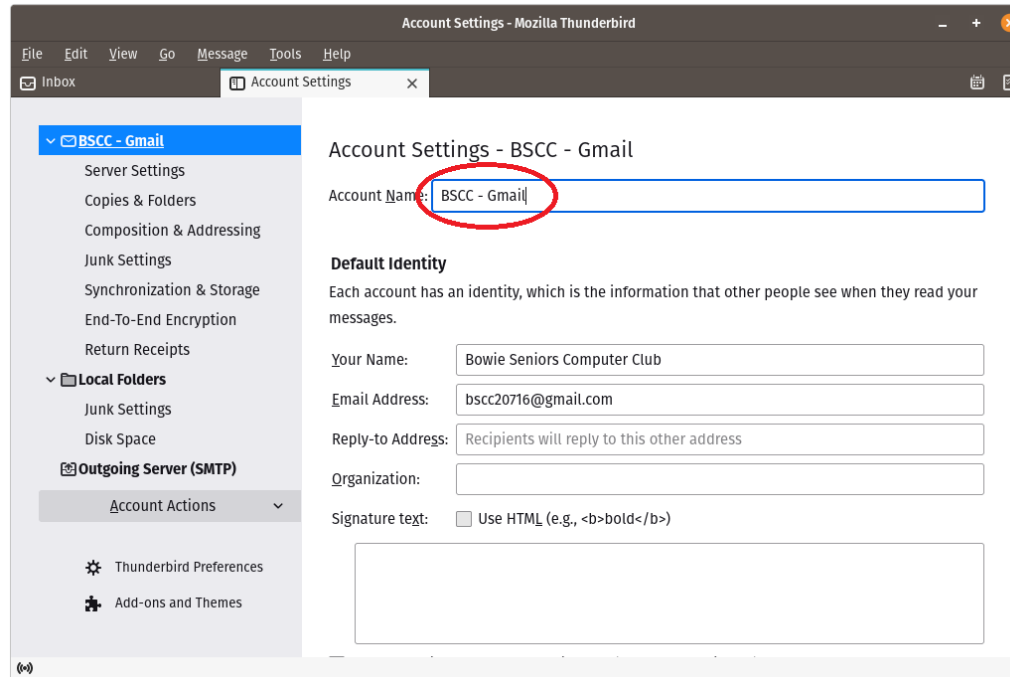 Account Settings - Mozilla Thunderbird
File Edit View Go Message Tools Help
Inbox
Account Settings
BSCC - Gmail
Server Settings
Copies & Folders
Composition & Addressing
Junk Settings
Synchronization & Storage
End-To-End Encryption
Return Receipts
Local Folders
Junk Settings
Disk Space
Outgoing Server (SMTP)
Account Actions
Thunderbird Preferences
Add-ons and Themes
Account Settings - BSCC - Gmail
Account Name: BSCC - Gmail
Default Identity
Each account has an identity, which is the information that other people see when they read your
messages.
Your Name: Bowie Seniors Computer Club
Email Address: bscc20716@gmail.com
Reply-to Address: Recipients will reply to this other address
Organization:
Signature text: Use HTML (e.g., <b>bold</b>)